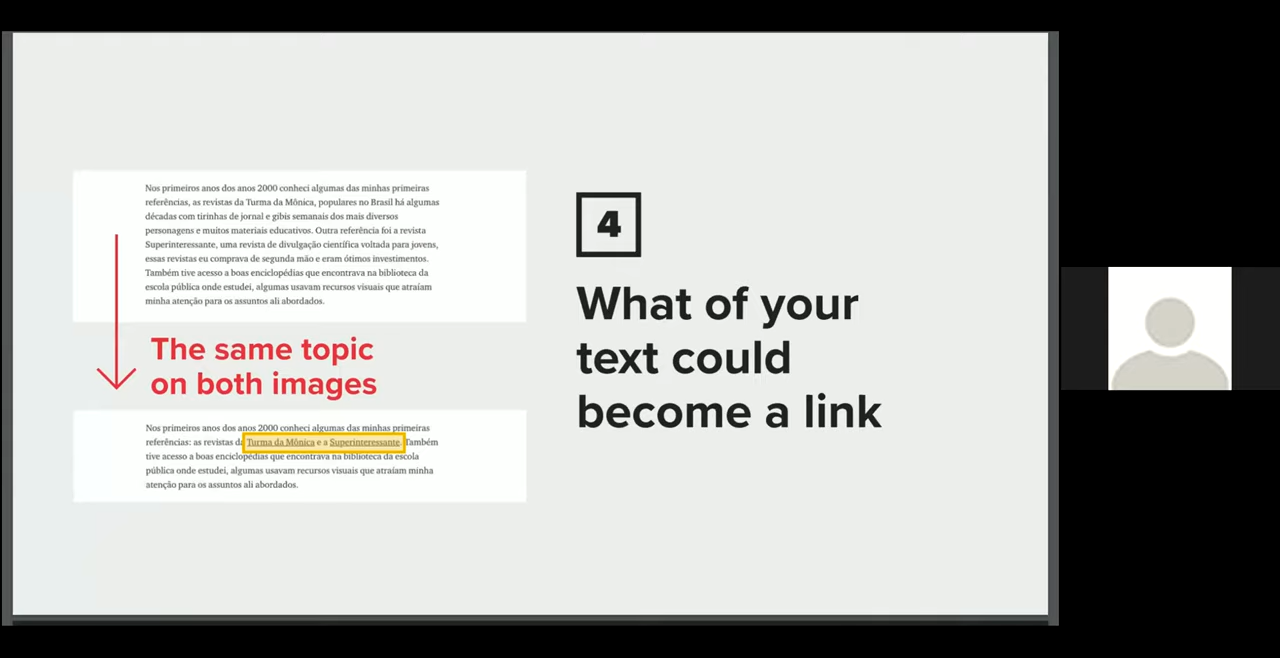 Nos primeiros anos dos anos 2000 conheci algumas das minhas primeiras
referências, as revistas da Turma da Mônica, populares no Brasil há algumas
décadas com tirinhas de jornal e gibis semanais dos mais diversos
personagens e muitos materiais educativos. Outra referência foi a revista
Superinteressante, uma revista de divulgação científica voltada para jovens,
essas revistas eu comprava de segunda mão e eram ótimos investimentos.
Também tive acesso a boas enciclopédias que encontrava na biblioteca da
escola pública onde estudei, algumas usavam recursos visuais que atraíam
minha atenção para os assuntos ali abordados.
The same topic
on both images
Nos primeiros anos dos anos 2000 conheci algumas das minhas primeiras
referências: as revistas da Turma da Mônica e a Superinteressante. Também
tive acesso a boas enciclopédias que encontrava na biblioteca da escola
pública onde estudei, algumas usavam recursos visuais que atraíam minha
atenção para os assuntos ali abordados.
4
What of your
text could
become a link